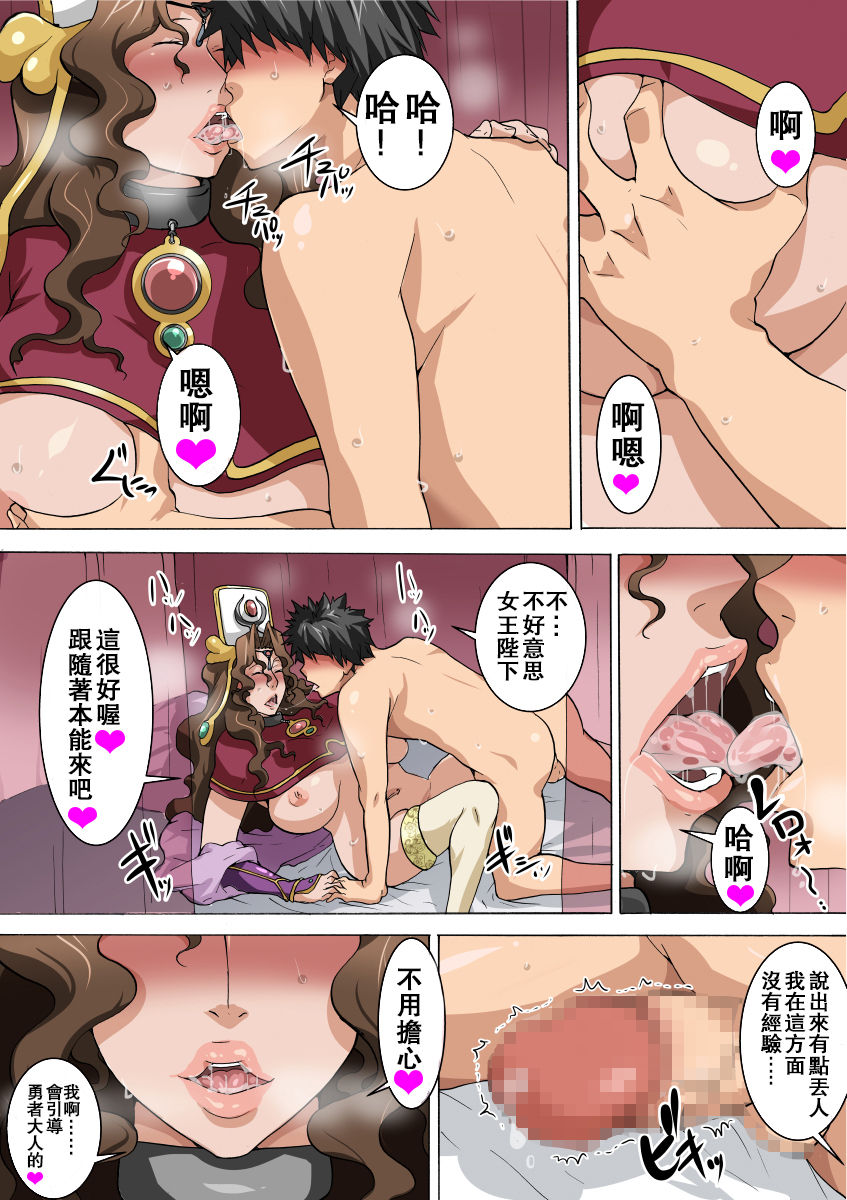 啊♥
啊嗯♥
哈！
哈！
チュパッ
チュパッ
嗯啊♥
ぐにっ
哈啊♥
レロォ～
不…
不好意思
女王陛下
這很好喔♥
跟隨著本能來吧♥
ギシッ
ギシッ
說出來有點丟人
我在這方面
沒有經驗……
ビキッ
不用擔心♥
我啊……
會引導
勇者大人的♥